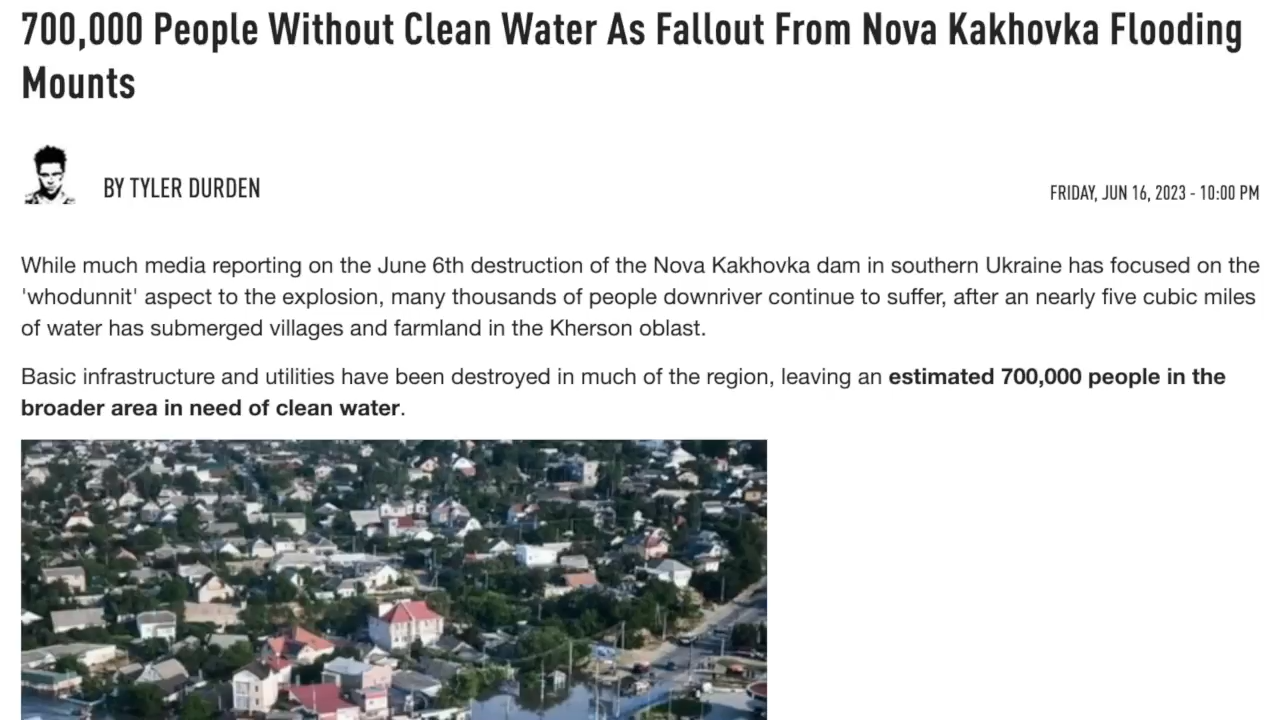 700,000 People Without Clean Water As Fallout From Nova Kakhovka Flooding
Mounts
BY TYLER DURDEN
FRIDAY, JUN 16, 2023 - 10:00 PM
While much media reporting on the June 6th destruction of the Nova Kakhovka dam in southern Ukraine has focused on the
'whodunnit' aspect to the explosion, many thousands of people downriver continue to suffer, after an nearly five cubic miles
of water has submerged villages and farmland in the Kherson oblast.
Basic infrastructure and utilities have been destroyed in much of the region, leaving an estimated 700,000 people in the
broader area in need of clean water.